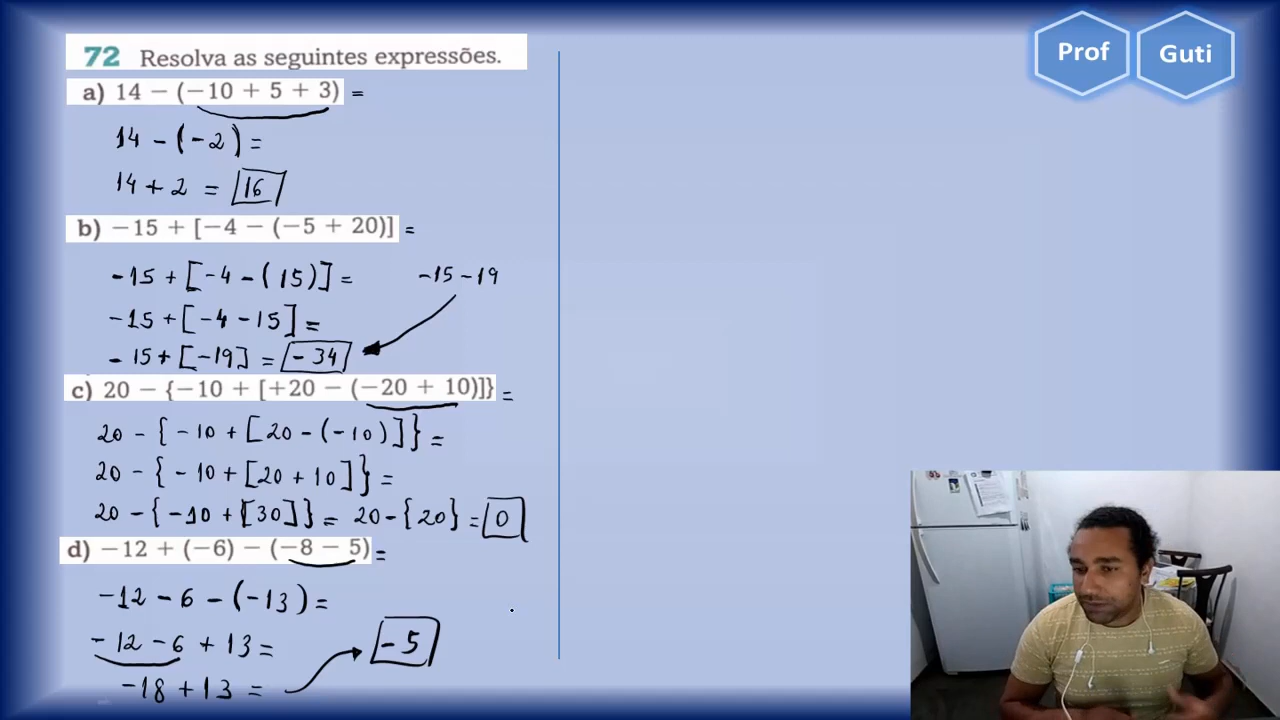 72 Resolva as seguintes expressões.
a) 14 − (−10 + 5 + 3) =
14 - (-2) =
14 + 2 = 16
b) −15 + [−4 − (−5 + 20)] =
-15 + [-4 - (15)] =
-15 + [-4 - 15] =
-15 + [-19] = -34
-15 - 19
c) 20 − {−10 + [+20 − (−20 + 10)]} =
20 - {-10 + [20 - (-10)]} =
20 - {-10 + [20 + 10]} =
20 - {-10 + [30]} = 20 - {20} = 0
d) −12 + (−6) − (−8 − 5) =
-12 - 6 - (-13) =
-12 - 6 + 13 =
-18 + 13 =
-5
Prof Guti